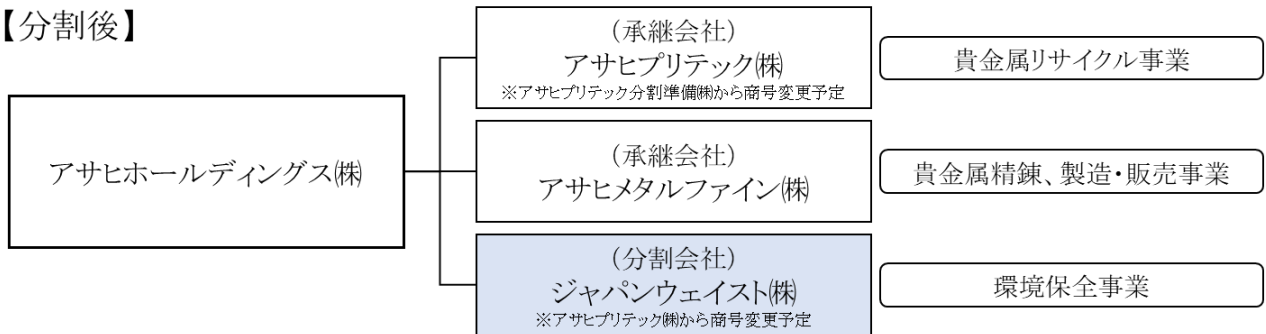 【分割後】
アサヒホールディングス㈱
(承継会社)
アサヒプリテック㈱
※アサヒプリテック分割準備㈱から商号変更予定
貴金属リサイクル事業
(承継会社)
アサヒメタルファイン㈱
貴金属精錬、製造・販売事業
(分割会社)
ジャパンウェイスト㈱
※アサヒプリテック㈱から商号変更予定
環境保全事業